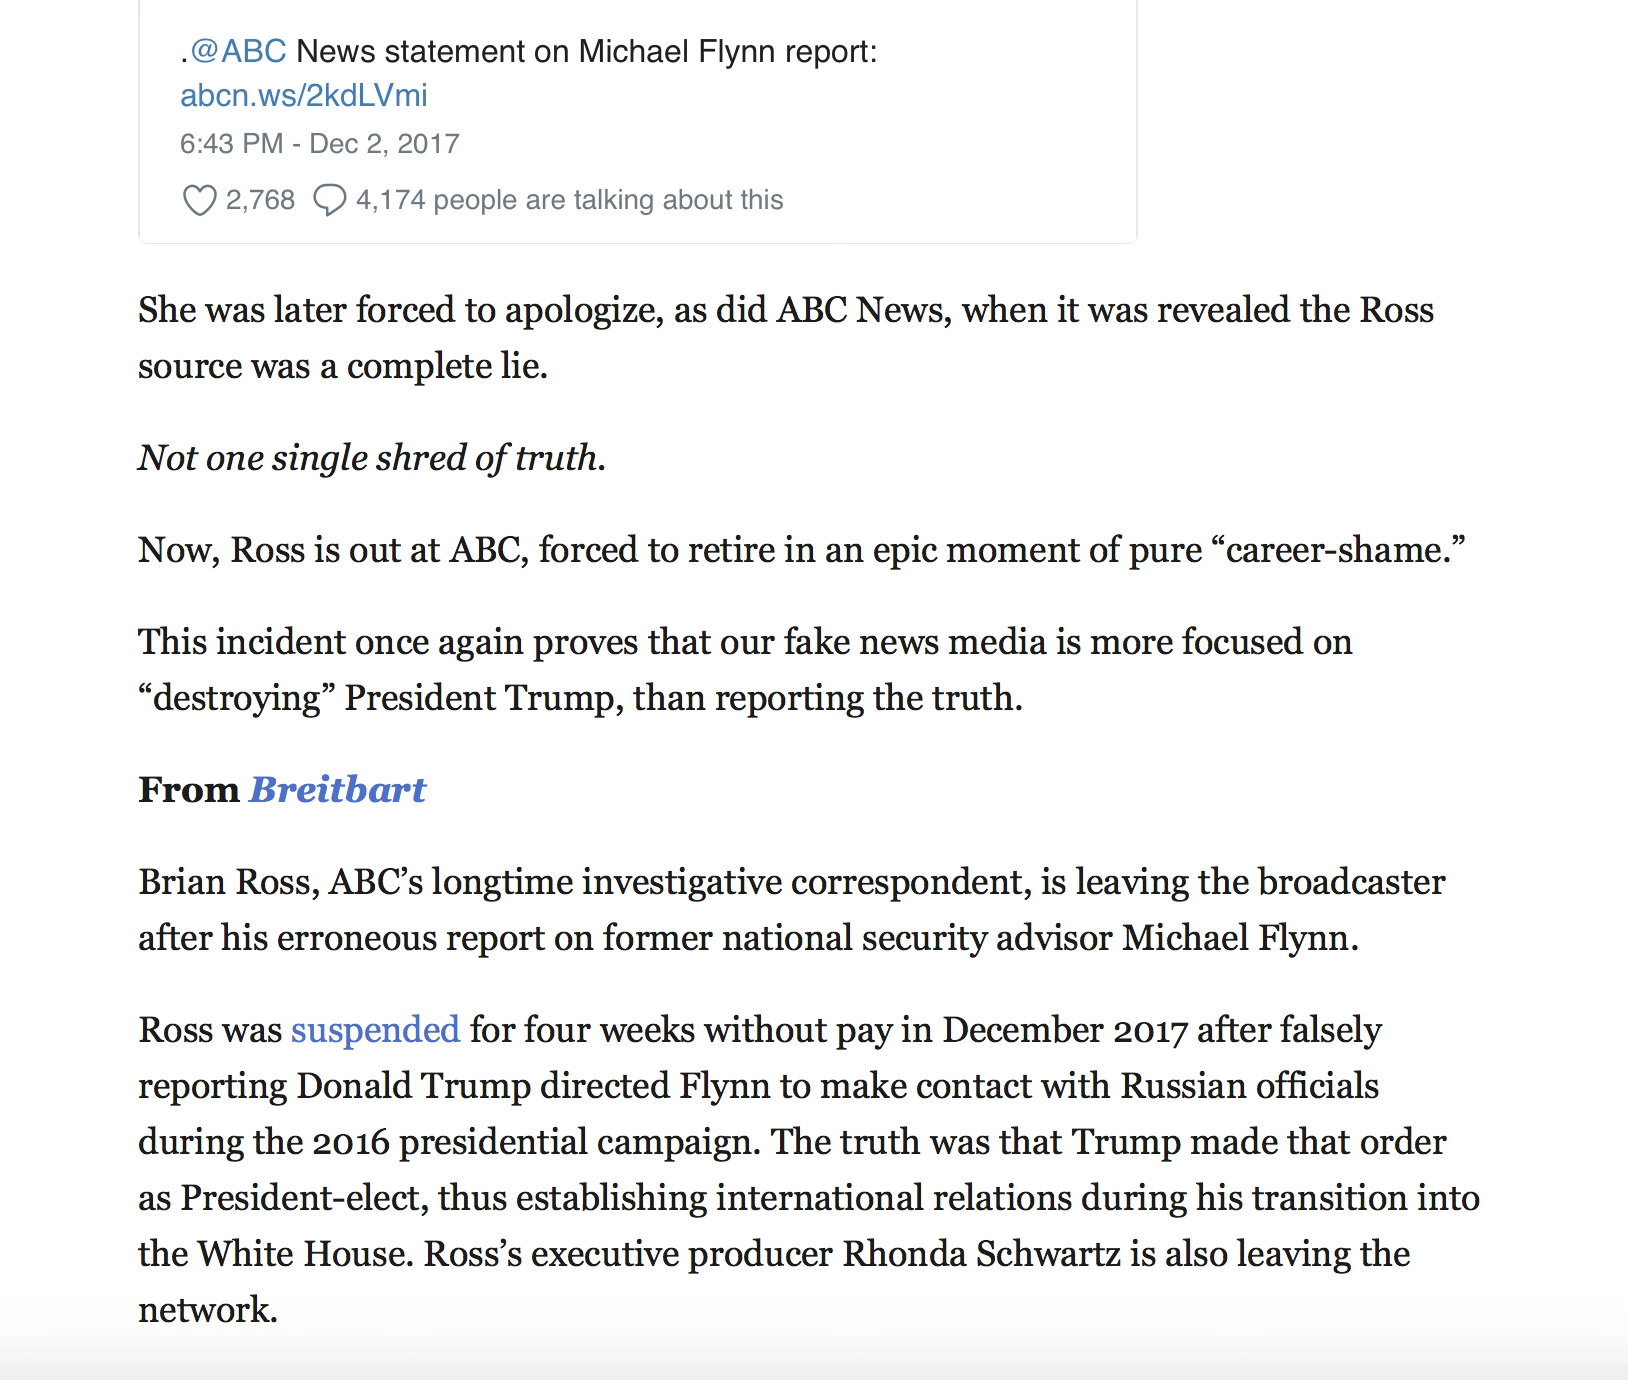 .@ABC News statement on Michael Flynn report:
abcn.ws/2kdLVmi
6:43 PM - Dec 2, 2017
2,768 4,174 people are talking about this
She was later forced to apologize, as did ABC News, when it was revealed the Ross
source was a complete lie.
Not one single shred of truth.
Now, Ross is out at ABC, forced to retire in an epic moment of pure “career-shame.”
This incident once again proves that our fake news media is more focused on
“destroying” President Trump, than reporting the truth.
From Breitbart
Brian Ross, ABC’s longtime investigative correspondent, is leaving the broadcaster
after his erroneous report on former national security advisor Michael Flynn.
Ross was suspended for four weeks without pay in December 2017 after falsely
reporting Donald Trump directed Flynn to make contact with Russian officials
during the 2016 presidential campaign. The truth was that Trump made that order
as President-elect, thus establishing international relations during his transition into
the White House. Ross’s executive producer Rhonda Schwartz is also leaving the
network.